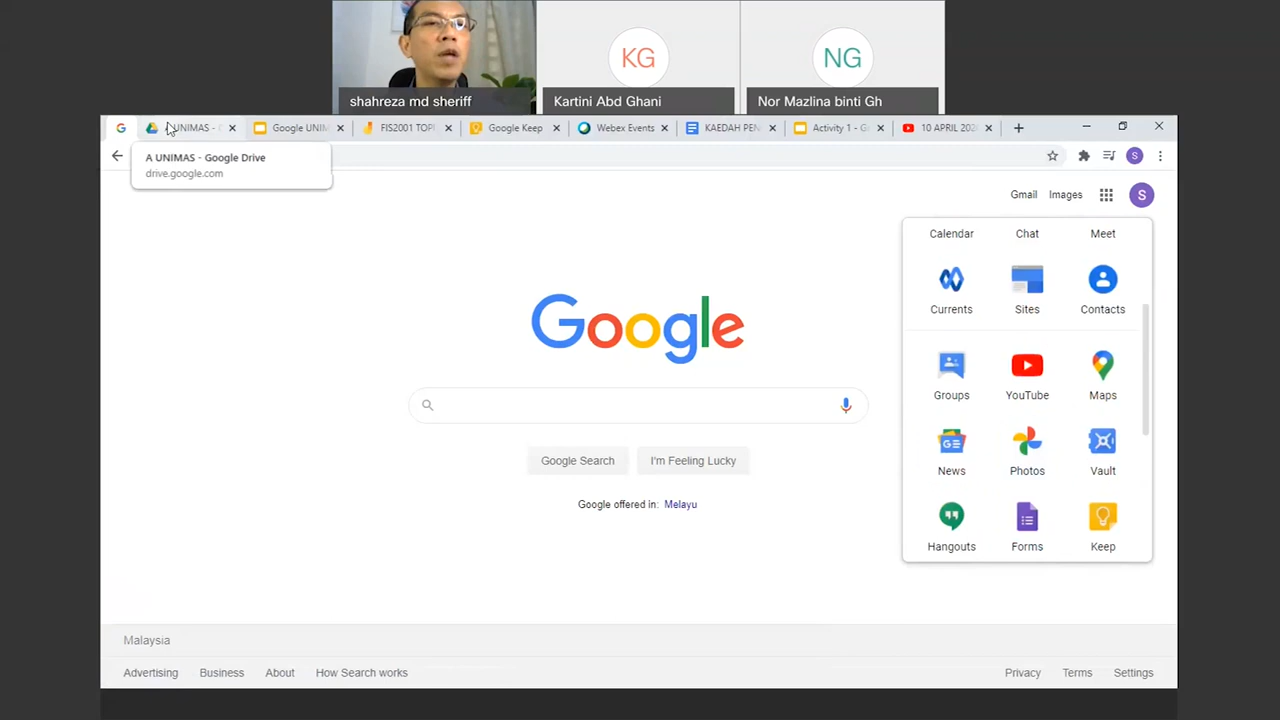 KG
NG
shahreza md sheriff
Kartini Abd Ghani
Nor Mazlina binti Gh
UNIMAS -
Google UNIM
FIS2001 TOPI
Google Keep
Webex Events
KAEDAH PEN
Activity 1 - G
10 APRIL 202
A UNIMAS - Google Drive
drive.google.com
S
Gmail
Images
S
Calendar
Chat
Meet
Currents
Sites
Contacts
Groups
YouTube
Maps
News
Photos
Vault
Hangouts
Forms
Keep
Google
Google Search
I'm Feeling Lucky
Google offered in: Melayu
Malaysia
Advertising
Business
About
How Search works
Privacy
Terms
Settings